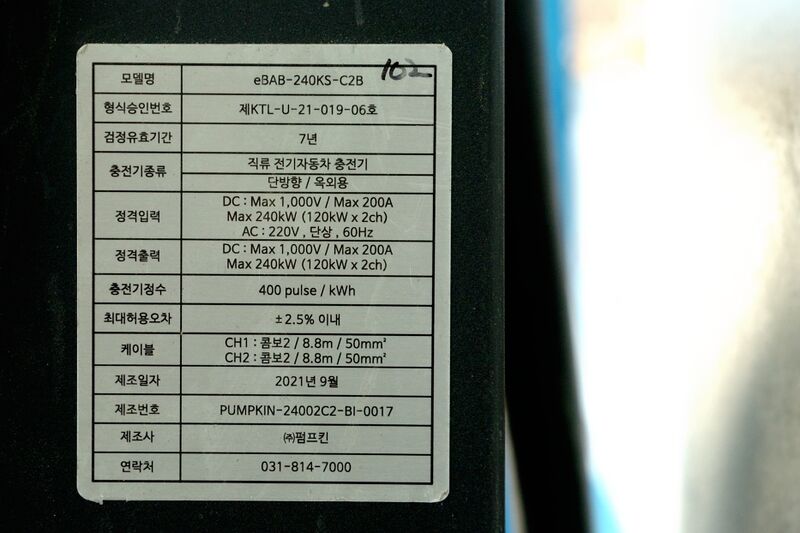 102
모델명 eBAB-240KS-C2B
형식승인번호 제KTL-U-21-019-06호
검정유효기간 7년
충전기종류 직류 전기자동차 충전기
단방향 / 옥외용
정격입력 DC : Max 1,000V / Max 200A
Max 240kW (120kW x 2ch)
AC : 220V , 단상 , 60Hz
정격출력 DC : Max 1,000V / Max 200A
Max 240kW (120kW x 2ch)
충전기정수 400 pulse / kWh
최대허용오차 ±2.5% 이내
케이블 CH1 : 콤보2 / 8.8m / 50mm²
CH2 : 콤보2 / 8.8m / 50mm²
제조일자 2021년 9월
제조번호 PUMPKIN-24002C2-BI-0017
제조사 ㈜펌프킨
연락처 031-814-7000